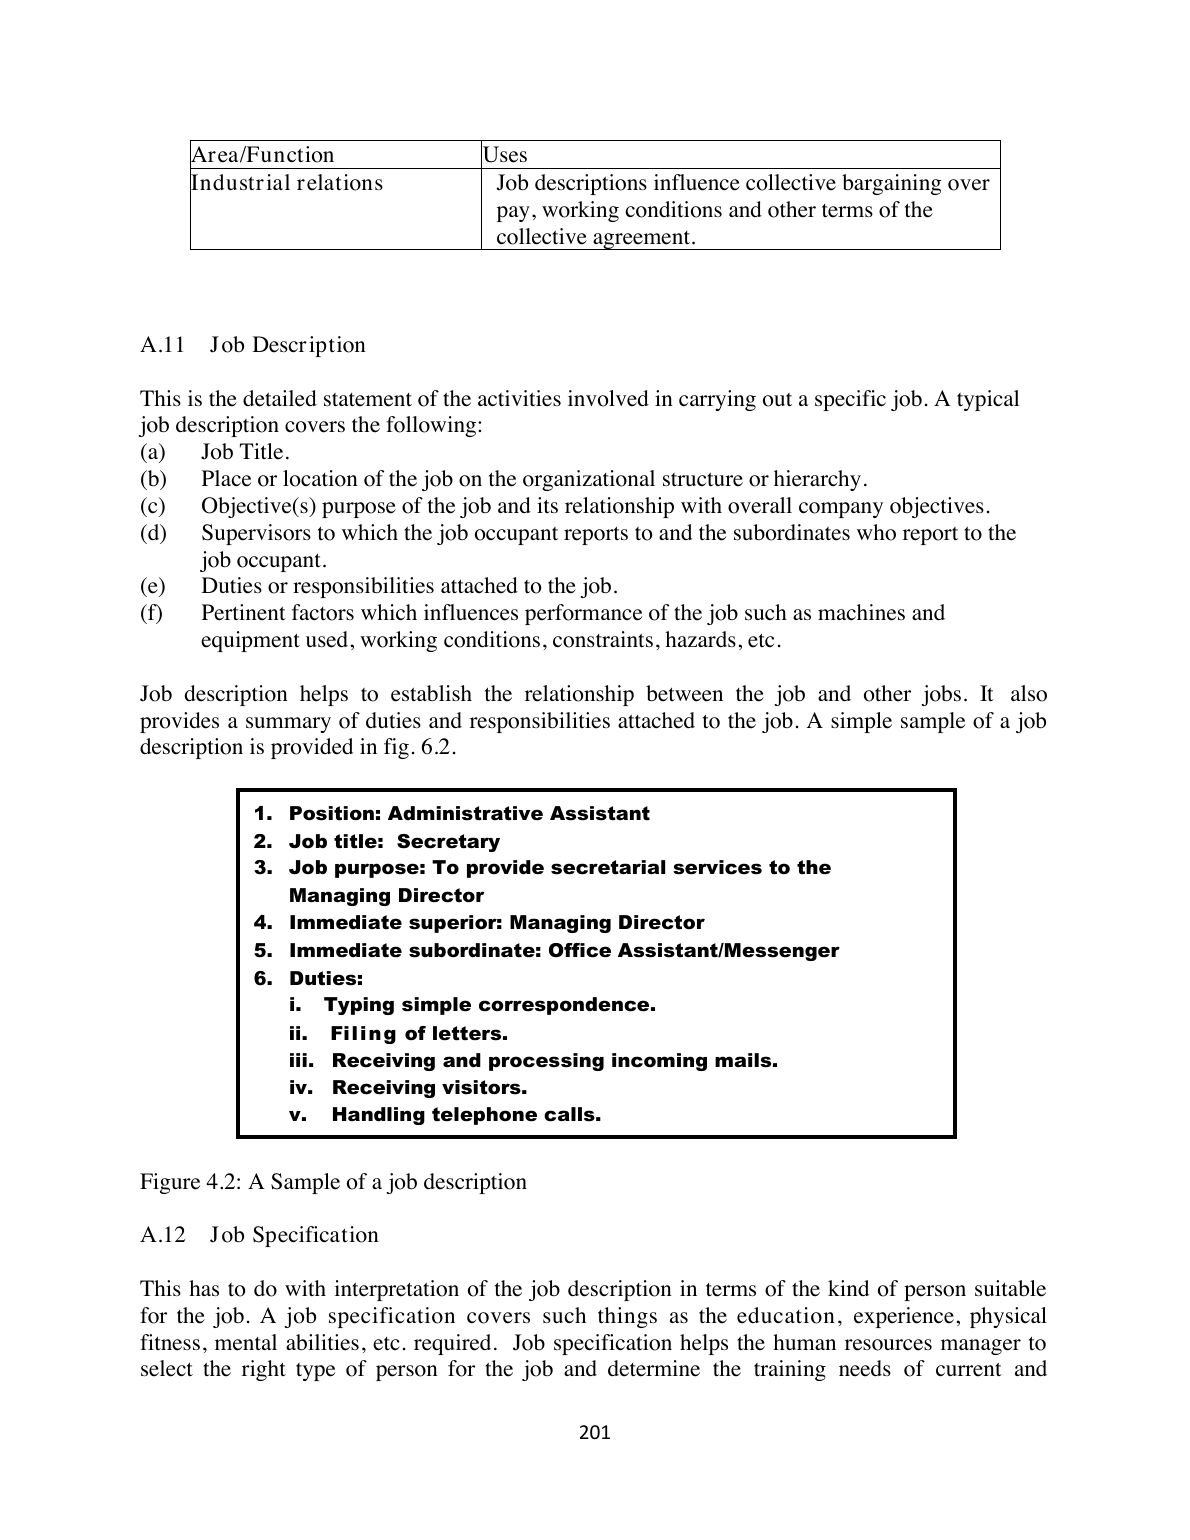 Area/Function Uses
Industrial relations Job descriptions influence collective bargaining over
pay, working conditions and other terms of the
collective agreement.
A.11 Job Description
This is the detailed statement of the activities involved in carrying out a specific job. A typical
job description covers the following:
(a) Job Title.
(b) Place or location of the job on the organizational structure or hierarchy.
(c) Objective(s) purpose of the job and its relationship with overall company objectives.
(d) Supervisors to which the job occupant reports to and the subordinates who report to the
job occupant.
(e) Duties or responsibilities attached to the job.
(f) Pertinent factors which influences performance of the job such as machines and
equipment used, working conditions, constraints, hazards, etc.
Job description helps to establish the relationship between the job and other jobs. It also
provides a summary of duties and responsibilities attached to the job. A simple sample of a job
description is provided in fig. 6.2.
1. Position: Administrative Assistant
2. Job title: Secretary
3. Job purpose: To provide secretarial services to the
Managing Director
4. Immediate superior: Managing Director
5. Immediate subordinate: Office Assistant/Messenger
6. Duties:
i. Typing simple correspondence.
ii. Filing of letters.
iii. Receiving and processing incoming mails.
iv. Receiving visitors.
v. Handling telephone calls.
Figure 4.2: A Sample of a job description
A.12 Job Specification
This has to do with interpretation of the job description in terms of the kind of person suitable
for the job. A job specification covers such things as the education, experience, physical
fitness, mental abilities, etc. required. Job specification helps the human resources manager to
select the right type of person for the job and determine the training needs of current and
201